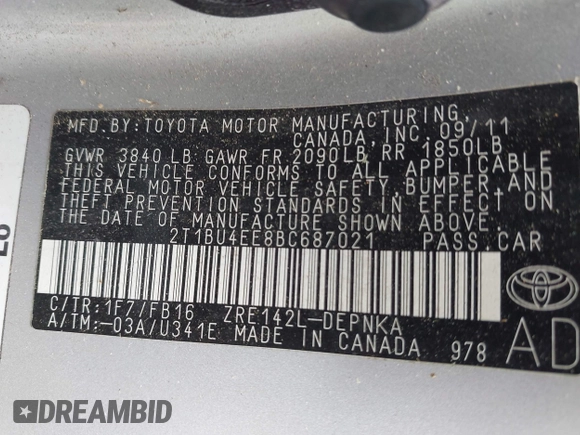 MFD.BY:TOYOTA MOTOR MANUFACTURING,
CANADA,INC. 09/11
GVWR 3840 LB GAWR FR 2090LB, RR 1850LB
THIS VEHICLE CONFORMS TO ALL APPLICABLE
FEDERAL MOTOR VEHICLE SAFETY, BUMPER, AND
THEFT PREVENTION STANDARDS IN EFFECT ON
THE DATE OF MANUFACTURE SHOWN ABOVE.
2T1BU4EE8BC687021 PASS.CAR
C/TR:1F7/FB16 ZRE142L-DEPNKA
A/TM:-03A/U341E MADE IN CANADA 978
AD
DREAMBID